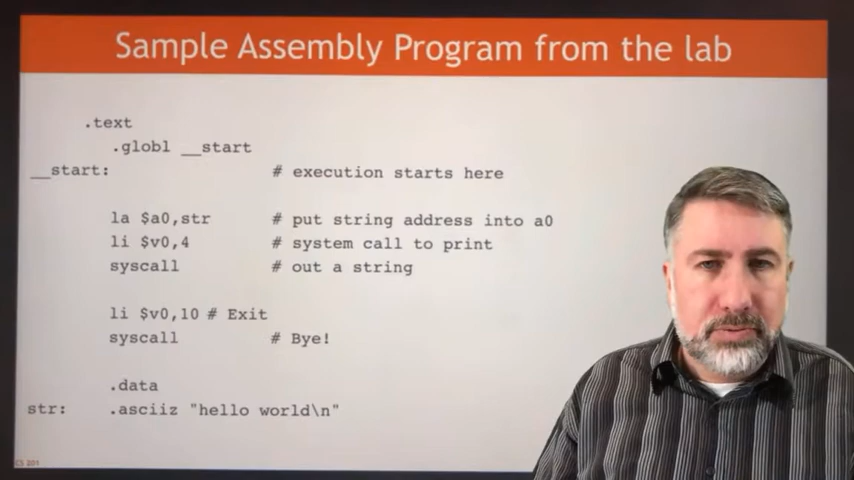 Sample Assembly Program from the lab
.text
.globl __start
__start: # execution starts here
la $a0,str # put string address into a0
li $v0,4 # system call to print
syscall # out a string
li $v0,10 # Exit
syscall # Bye!
.data
str: .asciiz "hello world\n"
CS 201